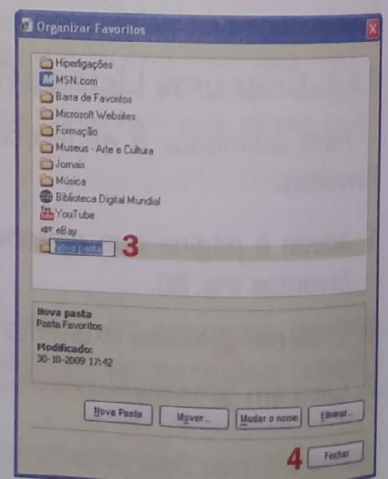 Organizar Favoritos
Hiperligações
MSN.com
Barra de Favoritos
Microsoft Websites
Formação
Museus - Arte e Cultura
Jornais
Música
Biblioteca Digital Mundial
YouTube
eBay
Nova pasta 3
Nova pasta
Pasta Favoritos
Modificado:
30-10-2009 17:42
Nova Pasta Mover... Mudar o nome Eliminar...
4 Fechar